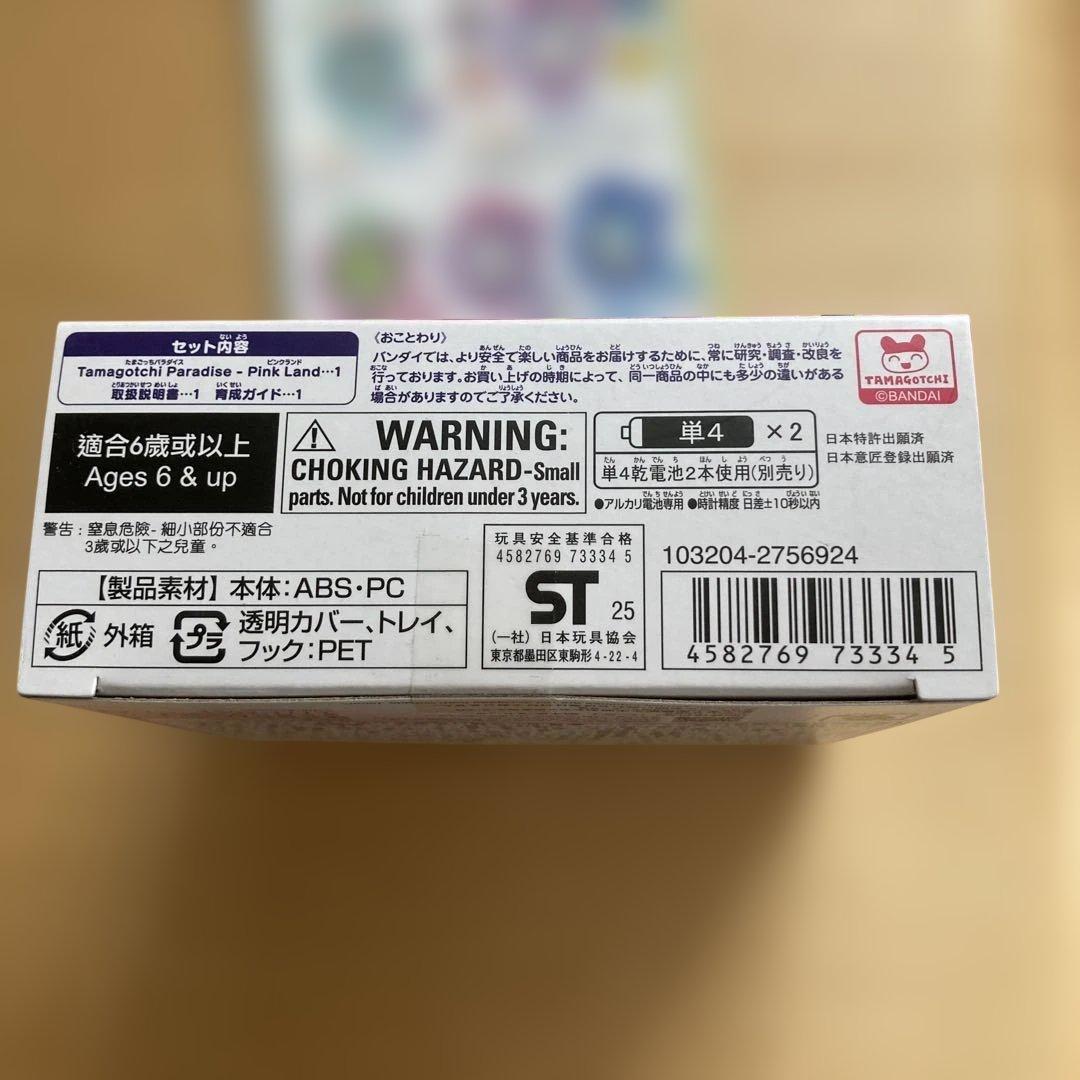 セット内容
Tamagotchi Paradise - Pink Land…1
取扱説明書…1 育成ガイド…1
《おことわり》
バンダイでは、より安全で楽しい商品をお届けするために、常に研究・調査・改良を
行っております。お買い上げの時期によって、同一商品の中にも多少の違いがある
場合がありますのでご了承ください。
TAMAGOTCHI
©BANDAI
適合6歲或以上
Ages 6 & up
WARNING:
CHOKING HAZARD-Small
parts. Not for children under 3 years.
単4 ×2
単4乾電池2本使用(別売り)
●アルカリ電池専用 ●時計精度 日差±10秒以内
日本特許出願済
日本意匠登録出願済
警告：窒息危險- 細小部份不適合
3歲或以下之兒童。
【製品素材】本体：ABS・PC
紙 外箱
プラ 透明カバー、トレイ、
フック：PET
玩具安全基準合格
4582769 73334 5
ST 25
(一社) 日本玩具協会
東京都墨田区東駒形4-22-4
103204-2756924
4582769 73334 5